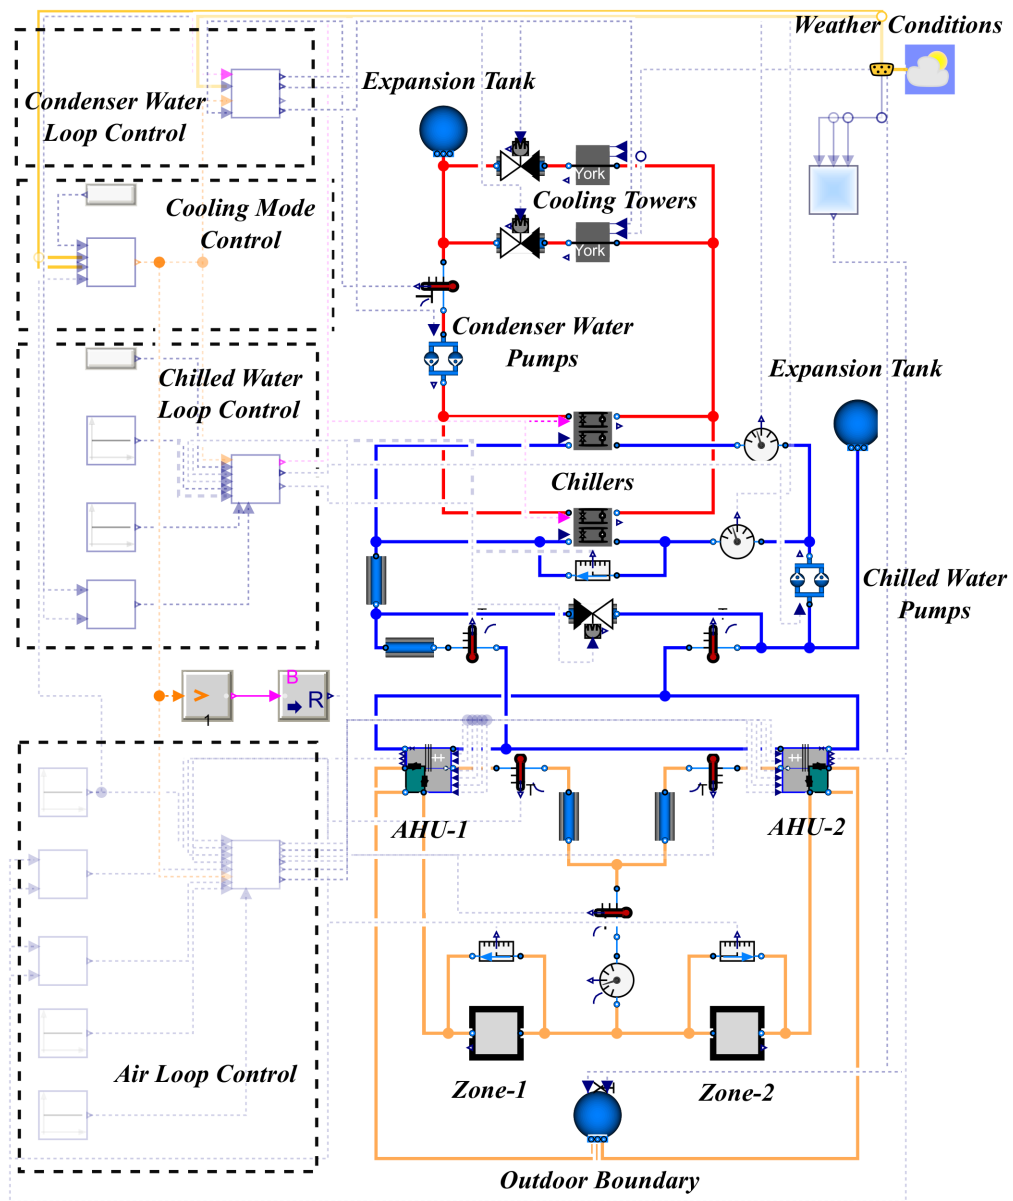 Weather Conditions
Expansion Tank
Condenser Water
Loop Control
York
Cooling Towers
Cooling Mode
Control
York
Condenser Water
Pumps
Expansion Tank
Chilled Water
Loop Control
Chillers
Chilled Water
Pumps
B
R
>
1
++
++
AHU-1
AHU-2
Air Loop Control
Zone-1
Zone-2
Outdoor Boundary